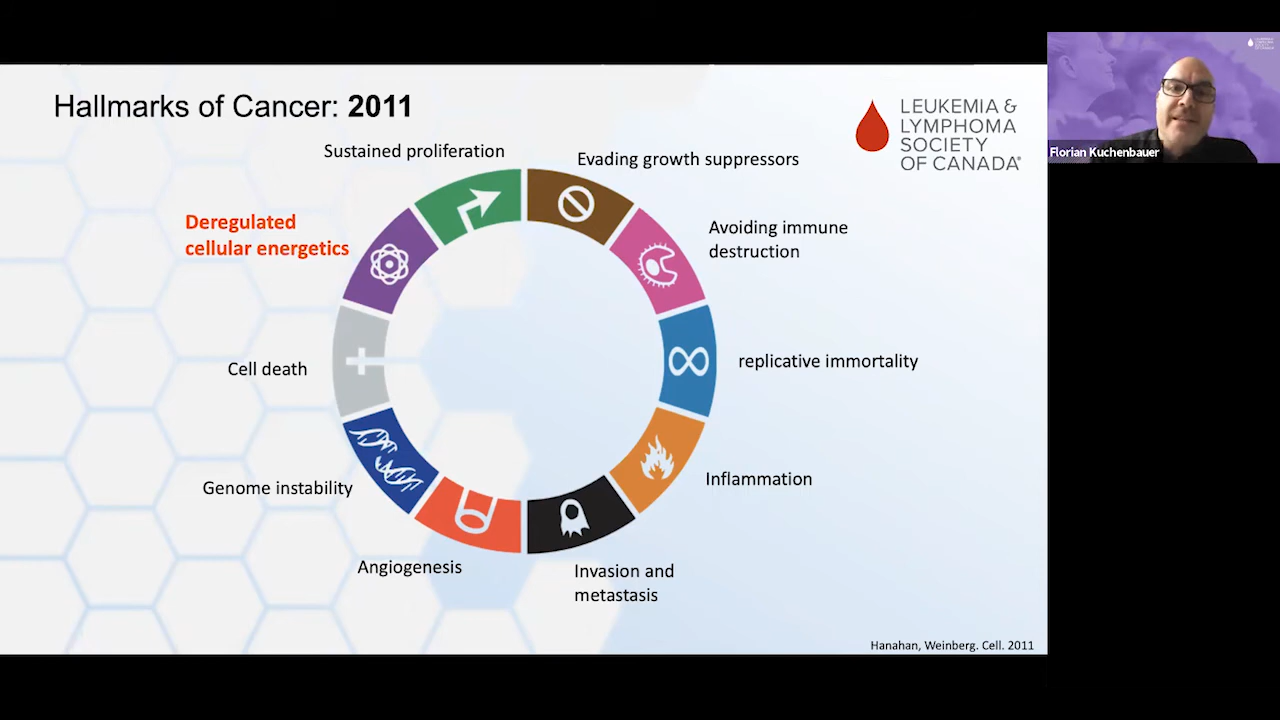 Hallmarks of Cancer: 2011
LEUKEMIA &
LYMPHOMA
SOCIETY
OF CANADA®
Sustained proliferation
Evading growth suppressors
Deregulated
cellular energetics
Avoiding immune
destruction
Cell death
replicative immortality
Genome instability
Inflammation
Angiogenesis
Invasion and
metastasis
Hanahan, Weinberg. Cell. 2011
Florian Kuchenbauer